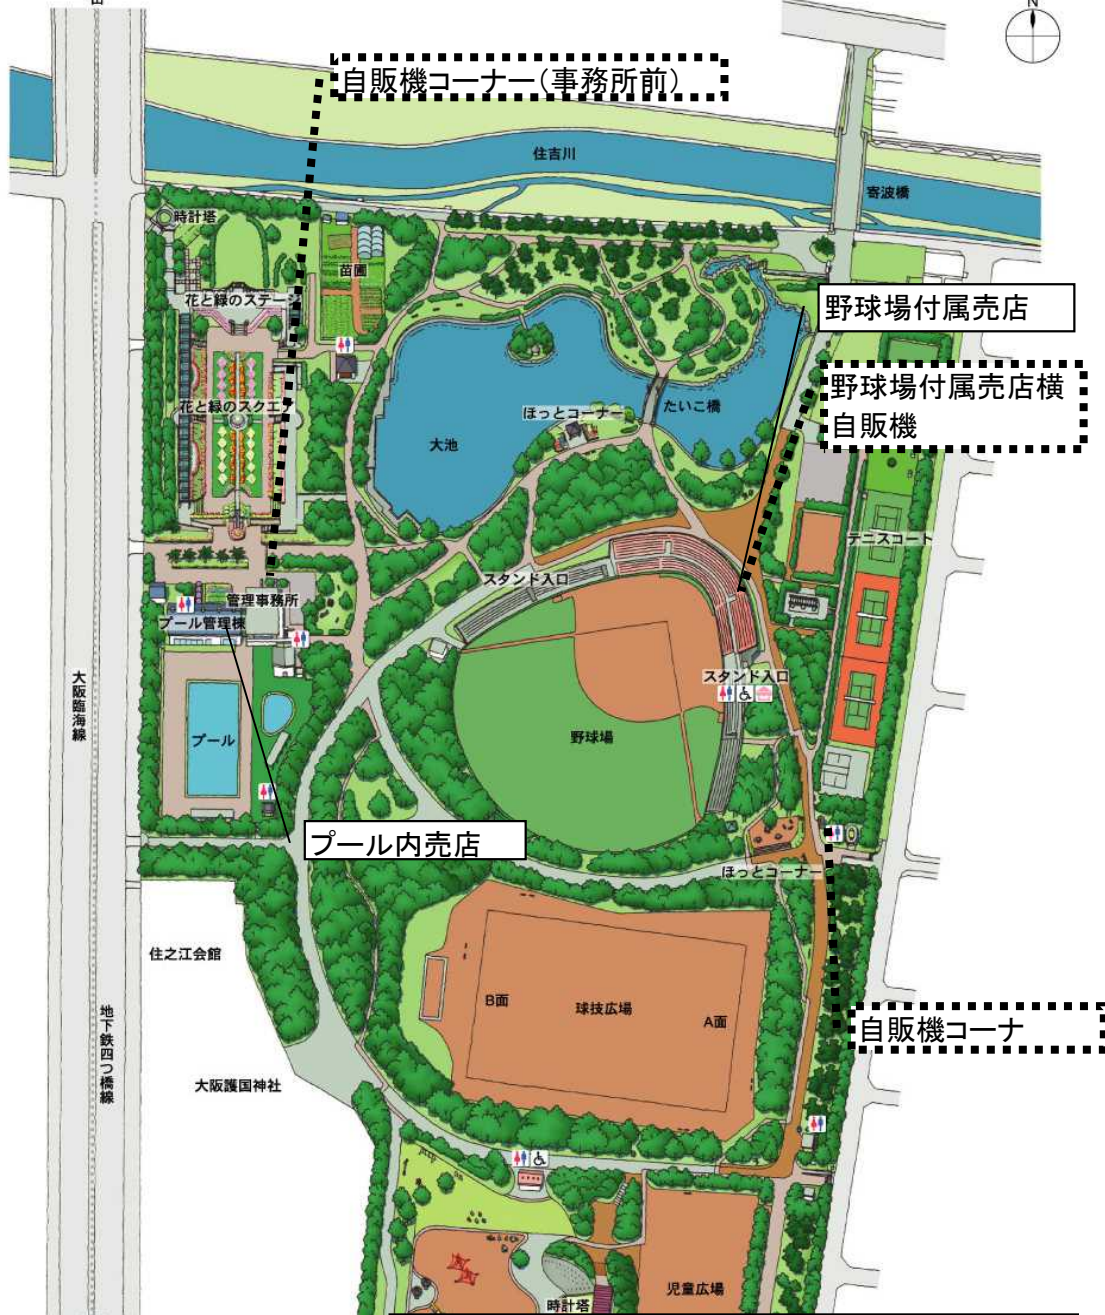 田
N
自販機コーナー(事務所前)
住吉川
寄波橋
時計塔
苗圃
花と緑のステージ
野球場付属売店
野球場付属売店横
自販機
花と緑のスクエア
ほっとコーナー
たいこ橋
大池
テニスコート
スタンド入口
管理事務所
プール管理棟
スタンド入口
大阪臨海線
プール
野球場
プール内売店
ほっとコーナー
住之江会館
B面
球技広場
A面
自販機コーナ
地下鉄四つ橋線
大阪護国神社
児童広場
時計塔